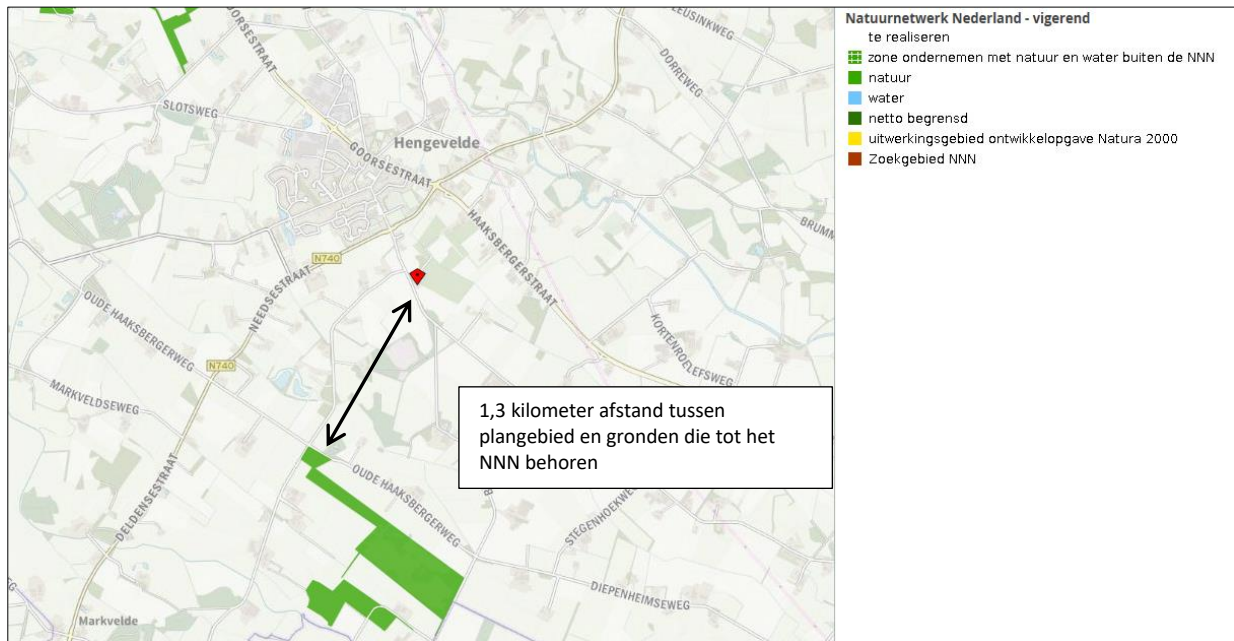 Natuurnetwerk Nederland - vigerend
te realiseren
zone ondernemen met natuur en water buiten de NNN
natuur
water
netto begrensd
uitwerkingsgebied ontwikkelopgave Natura 2000
Zoekgebied NNN
LEUSINKWEG
GOORSESTRAAT
DORREWEG
SLOTSWEG
Hengevelde
GOORSESTRAAT
HAAKSBERGERSTRAAT
BRUMM
N740
NEEDSESTRAAT
OUDE HAAKSBERGERWEG
KORTENROELEFSWEG
N740
MARKVELDSEWEG
1,3 kilometer afstand tussen
plangebied en gronden die tot het
NNN behoren
OUDE HAAKSBERGERWEG
B
STEGENHOEKWEG
DELDENSESTRAAT
DIEPENHEIMSEWEG
Markvelde